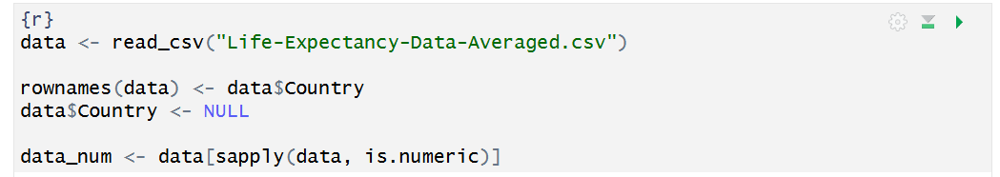 {r}
data <- read_csv("Life-Expectancy-Data-Averaged.csv")
rownames(data) <- data$Country
data$Country <- NULL
data_num <- data[sapply(data, is.numeric)]